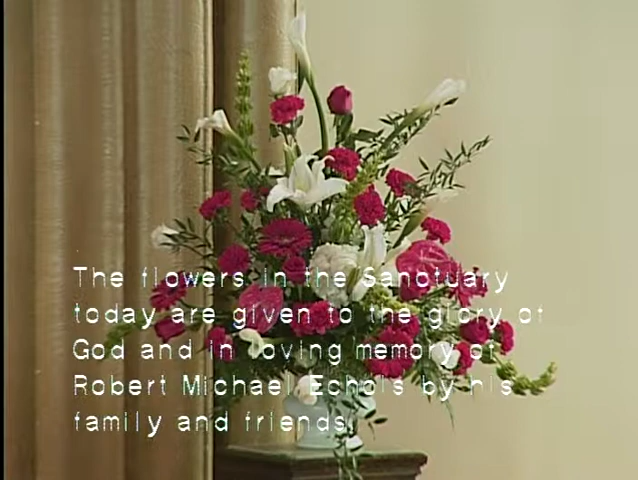 The flowers in the Sanctuary
today are given to the glory of
God and in loving memory of
Robert Michael Echols by his
family and friends.